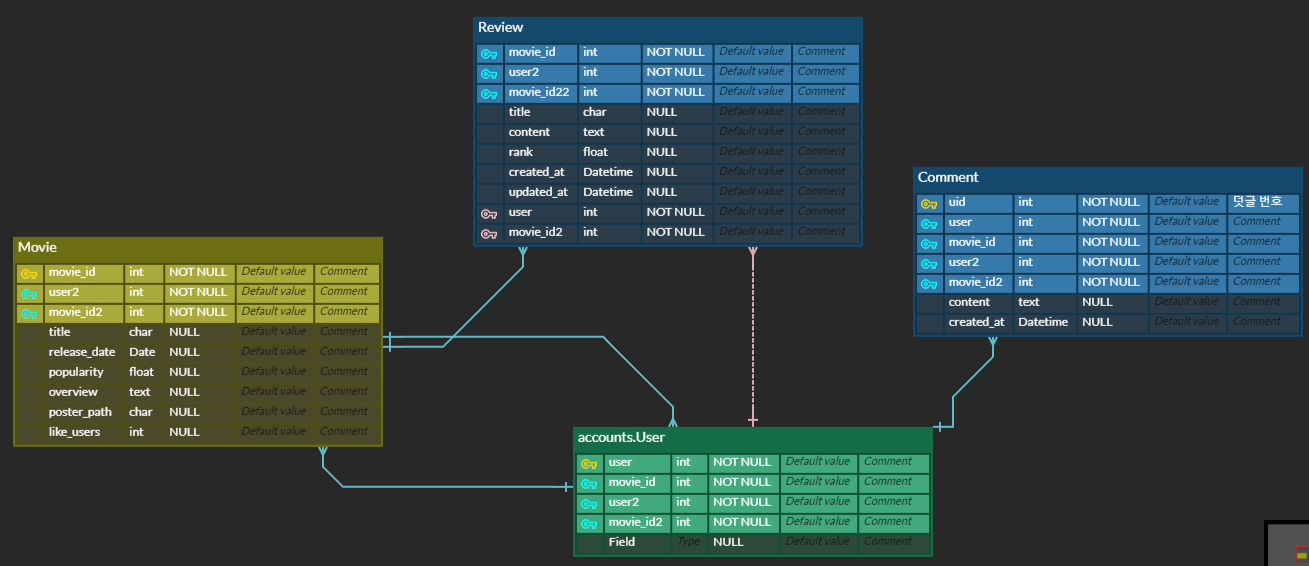 Review
movie_id int NOT NULL Default value Comment
user2 int NOT NULL Default value Comment
movie_id22 int NOT NULL Default value Comment
title char NULL Default value Comment
content text NULL Default value Comment
rank float NULL Default value Comment
created_at Datetime NULL Default value Comment
updated_at Datetime NULL Default value Comment
user int NOT NULL Default value Comment
movie_id2 int NOT NULL Default value Comment
Comment
uid int NOT NULL Default value 덧글 번호
user int NOT NULL Default value Comment
movie_id int NOT NULL Default value Comment
user2 int NOT NULL Default value Comment
movie_id2 int NOT NULL Default value Comment
content text NULL Default value Comment
created_at Datetime NULL Default value Comment
Movie
movie_id int NOT NULL Default value Comment
user2 int NOT NULL Default value Comment
movie_id2 int NOT NULL Default value Comment
title char NULL Default value Comment
release_date Date NULL Default value Comment
popularity float NULL Default value Comment
overview text NULL Default value Comment
poster_path char NULL Default value Comment
like_users int NULL Default value Comment
accounts.User
user int NOT NULL Default value Comment
movie_id int NOT NULL Default value Comment
user2 int NOT NULL Default value Comment
movie_id2 int NOT NULL Default value Comment
Field Type NULL Default value Comment